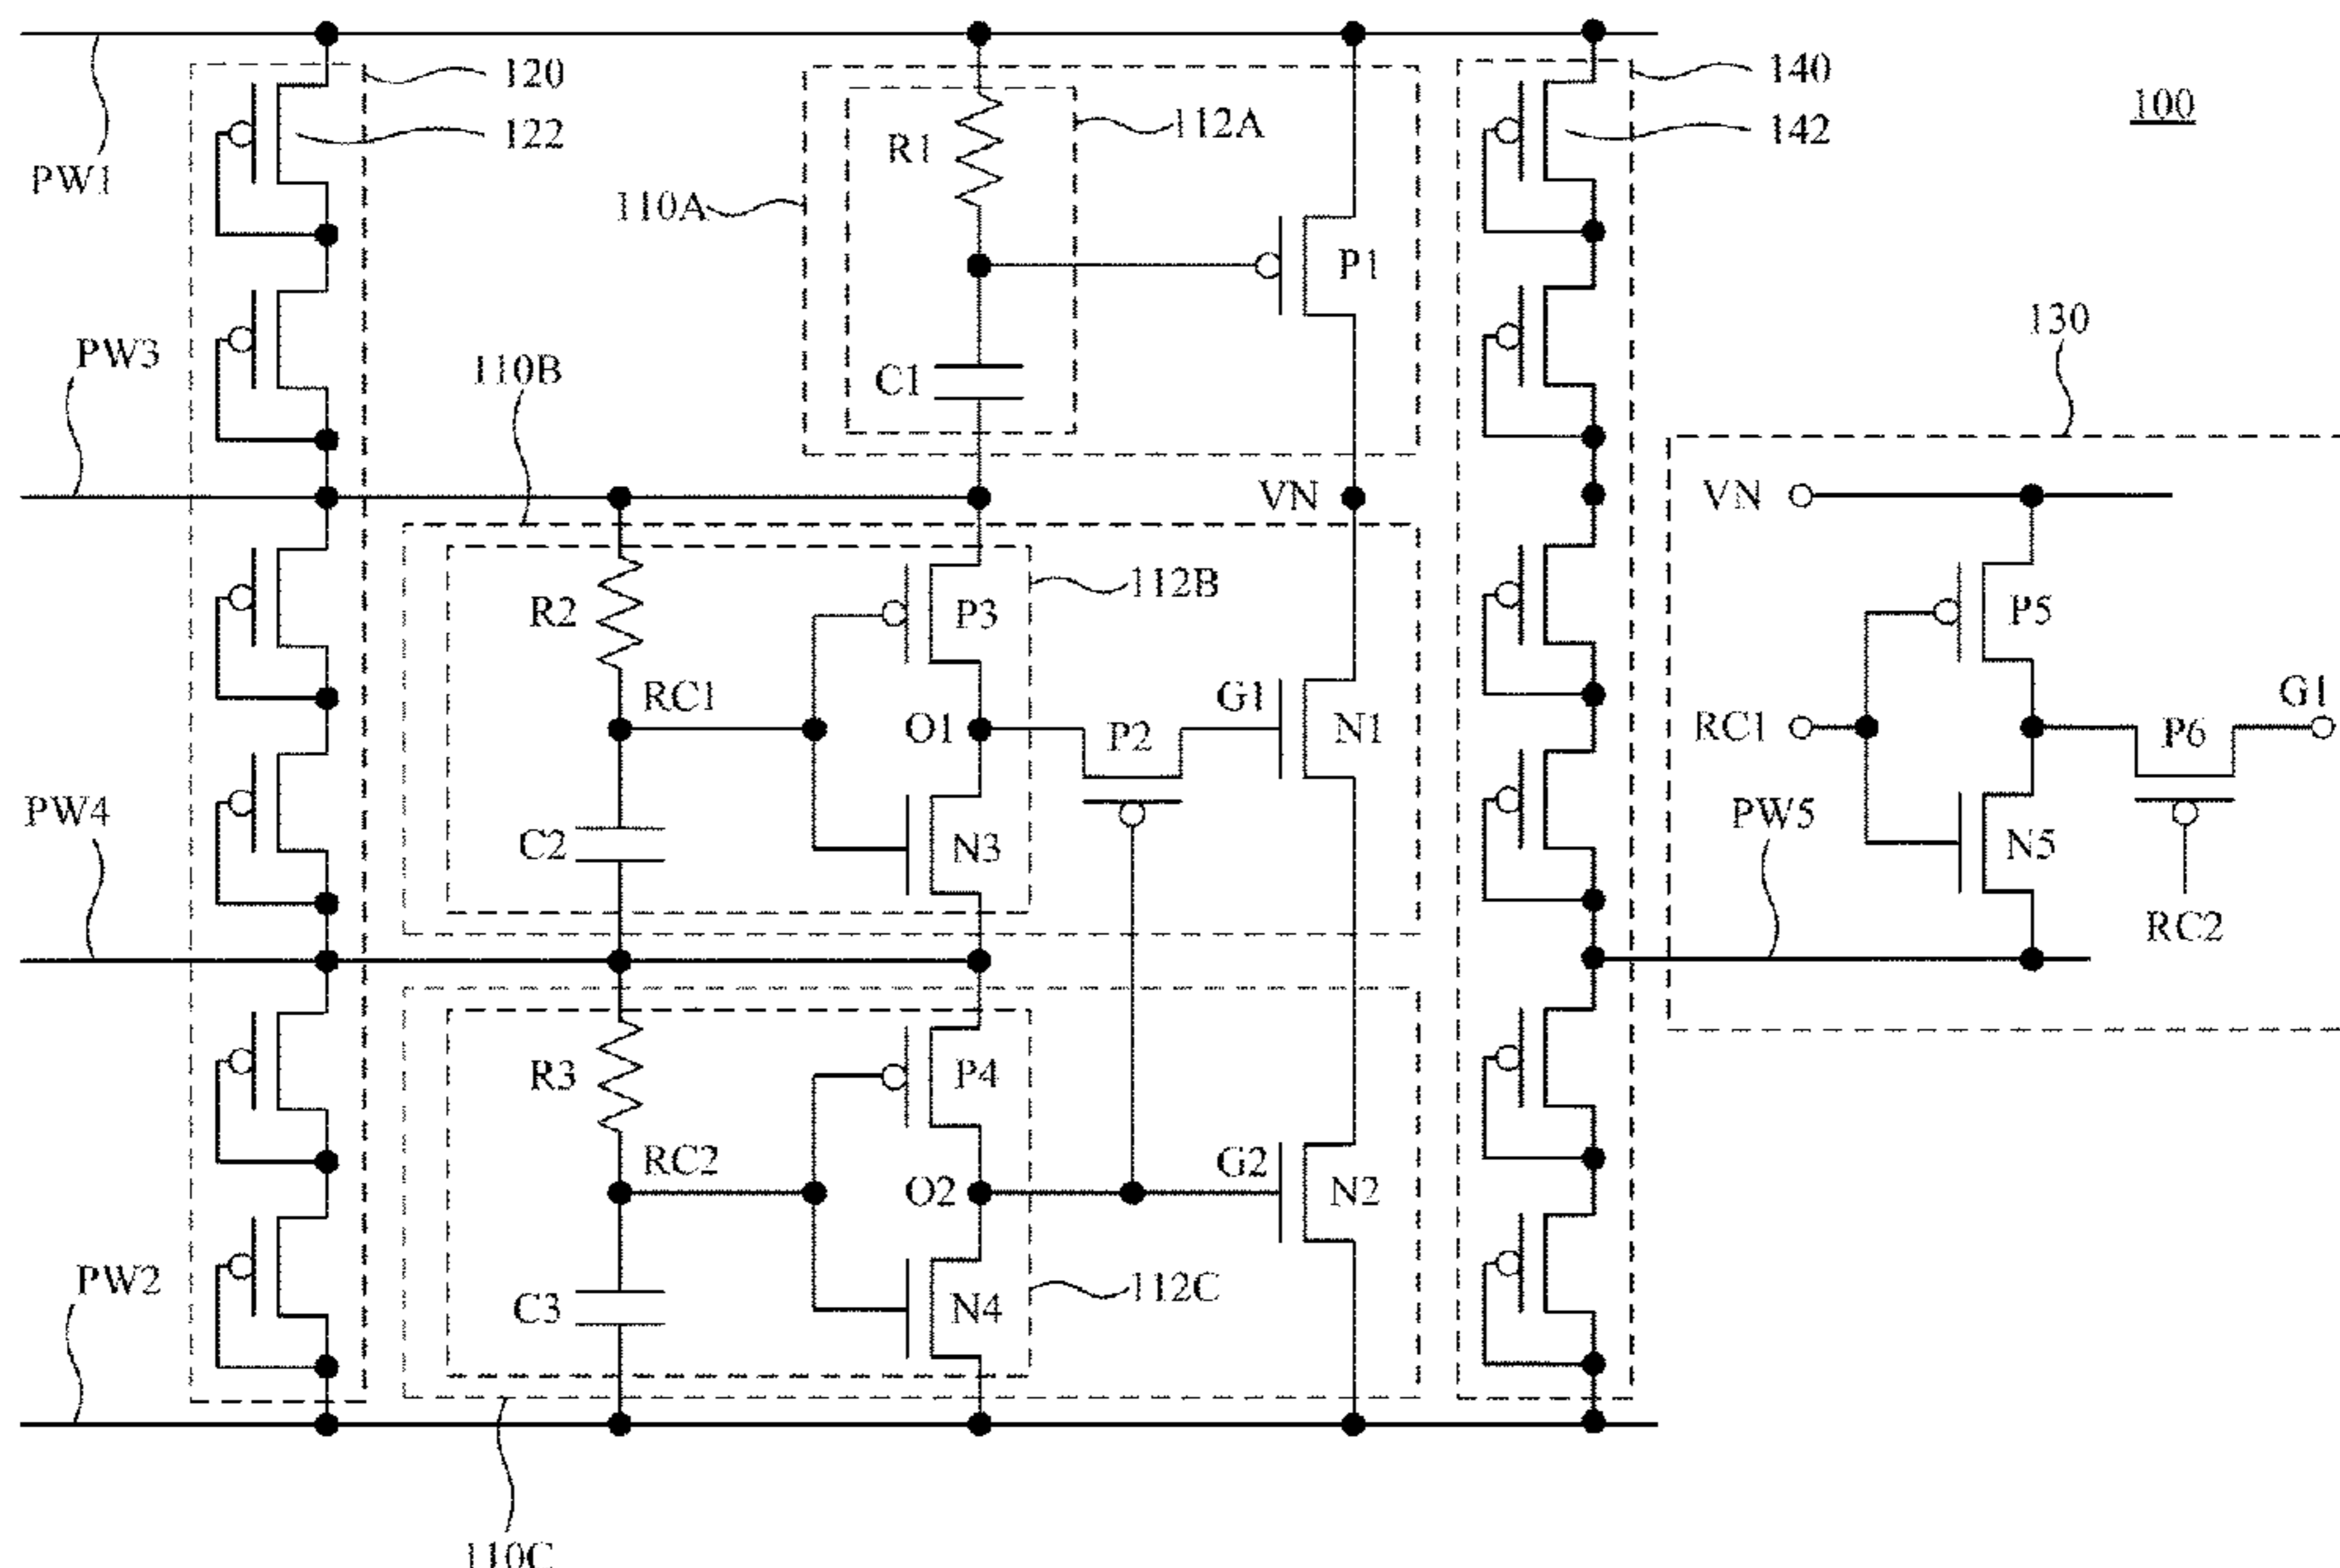 120
140
100
122
112A
142
R1
PW1
110A
P1
130
PW3
110B
C1
VN
VN
R2
P3
112B
P5
RC1
O1
P2
G1
N1
RC1
P6
G1
PW4
C2
N3
PW5
N5
RC2
R3
P4
RC2
O2
G2
N2
PW2
C3
N4
112C
110C